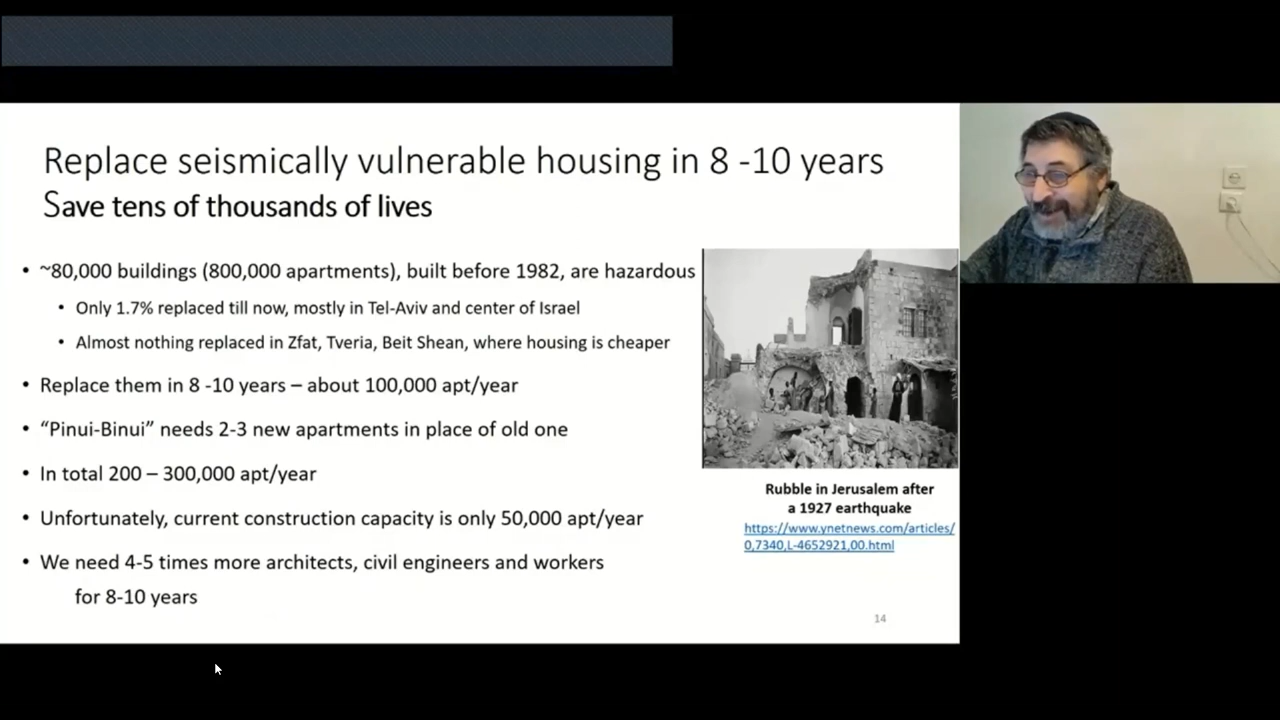 Replace seismically vulnerable housing in 8 -10 years
Save tens of thousands of lives
• ~80,000 buildings (800,000 apartments), built before 1982, are hazardous
• Only 1.7% replaced till now, mostly in Tel-Aviv and center of Israel
• Almost nothing replaced in Zfat, Tveria, Beit Shean, where housing is cheaper
• Replace them in 8 -10 years – about 100,000 apt/year
• “Pinui-Binui” needs 2-3 new apartments in place of old one
• In total 200 – 300,000 apt/year
• Unfortunately, current construction capacity is only 50,000 apt/year
• We need 4-5 times more architects, civil engineers and workers
for 8-10 years
Rubble in Jerusalem after
a 1927 earthquake
https://www.ynetnews.com/articles/
0,7340,L-4652921,00.html
14